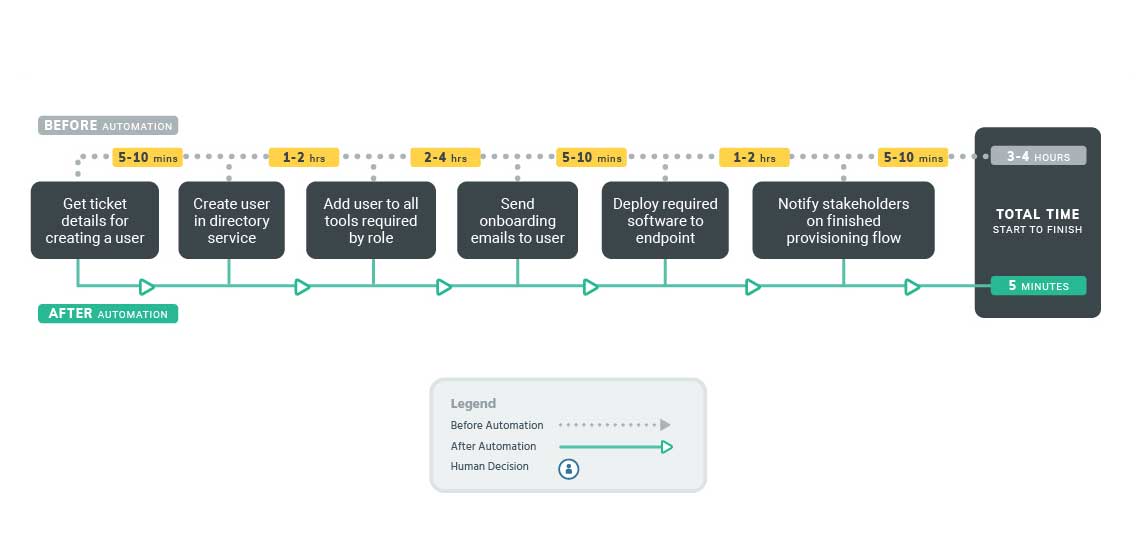 BEFORE AUTOMATION
5-10 mins
1-2 hrs
2-4 hrs
5-10 mins
1-2 hrs
5-10 mins
3-4 HOURS
Get ticket
details for
creating a user
Create user
in directory
service
Add user to all
tools required
by role
Send
onboarding
emails to user
Deploy required
software to
endpoint
Notify stakeholders
on finished
provisioning flow
TOTAL TIME
START TO FINISH
5 MINUTES
AFTER AUTOMATION
Legend
Before Automation
After Automation
Human Decision